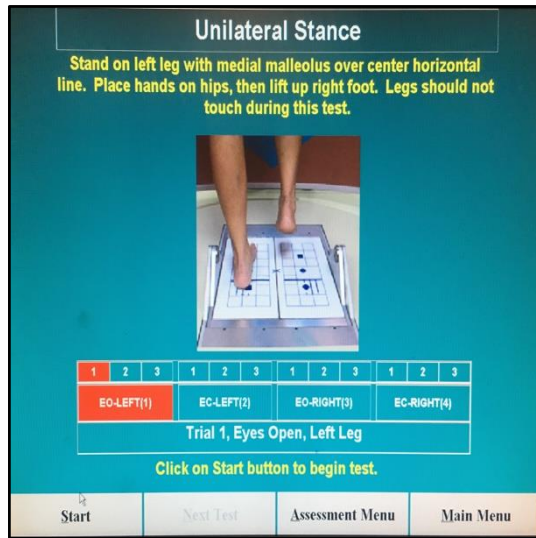 Unilateral Stance
Stand on left leg with medial malleolus over center horizontal
line. Place hands on hips, then lift up right foot. Legs should not
touch during this test.
1 2 3 1 2 3 1 2 3 1 2 3
EO-LEFT(1) EC-LEFT(2) EO-RIGHT(3) EC-RIGHT(4)
Trial 1, Eyes Open, Left Leg
Click on Start button to begin test.
Start Next Test Assessment Menu Main Menu